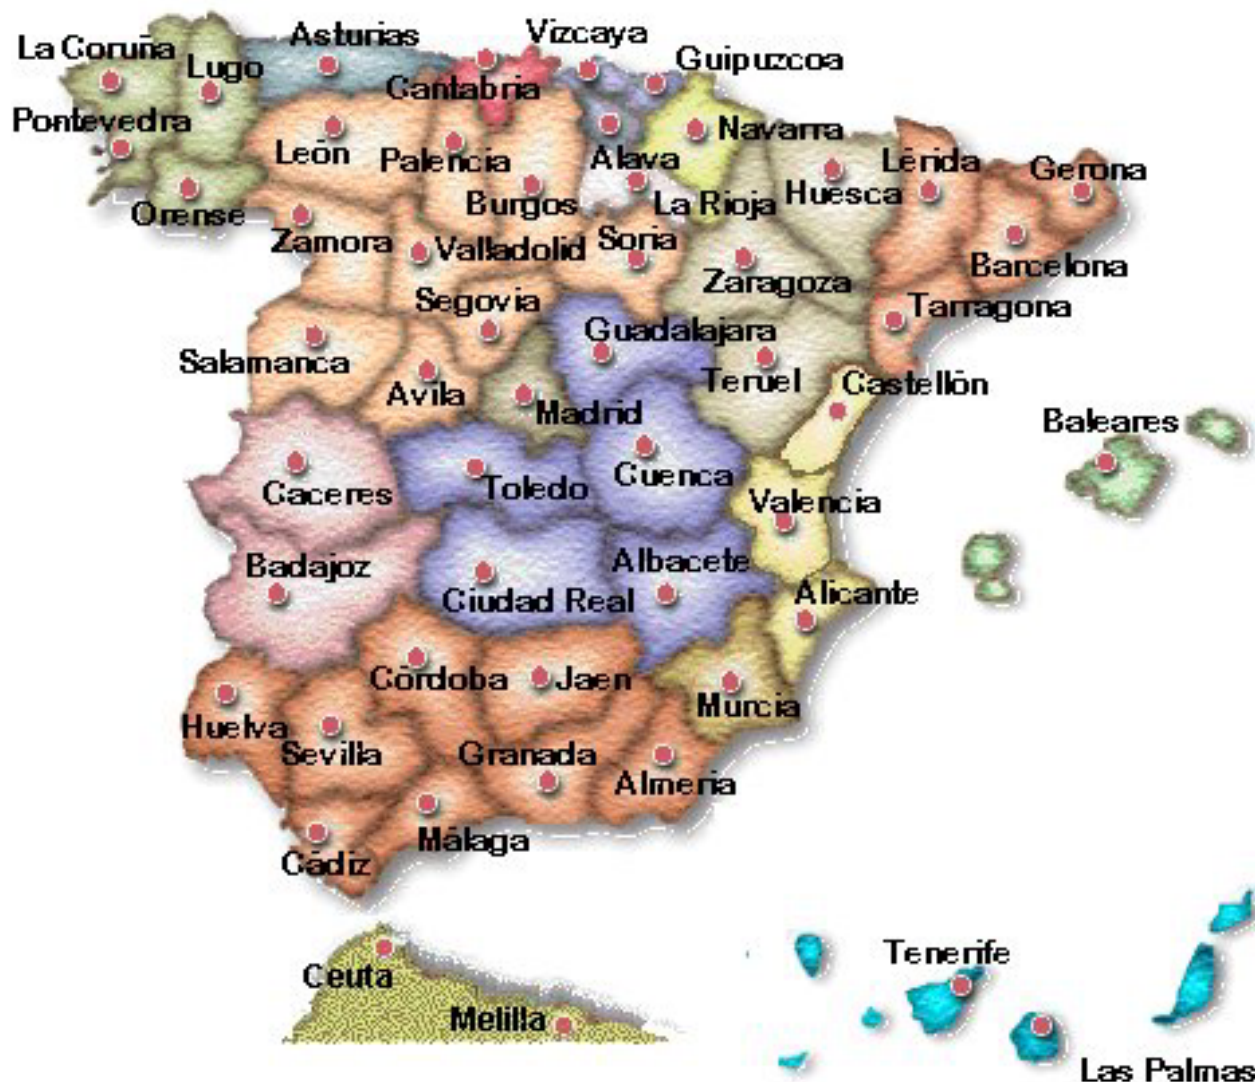 La Coruña
Lugo
Asturias
Cantabria
Vizcaya
Guipuzcoa
Pontevedra
León
Palencia
Alava
Navarra
Orense
Burgos
La Rioja
Huesca
Lérida
Gerona
Zamora
Valladolid
Soria
Zaragoza
Barcelona
Segovia
Tarragona
Salamanca
Avila
Guadalajara
Teruel
Castellón
Madrid
Baleares
Caceres
Toledo
Cuenca
Valencia
Badajoz
Ciudad Real
Albacete
Alicante
Córdoba
Jaen
Murcia
Huelva
Sevilla
Granada
Almeria
Cádiz
Málaga
Ceuta
Melilla
Tenerife
Las Palmas